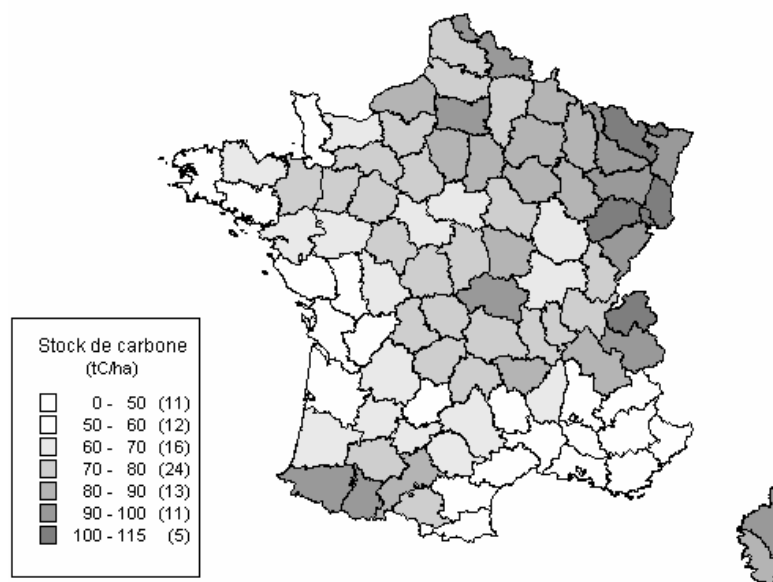 Stock de carbone
(tC/ha)
0 - 50 (11)
50 - 60 (12)
60 - 70 (16)
70 - 80 (24)
80 - 90 (13)
90 - 100 (11)
100 - 115 (5)